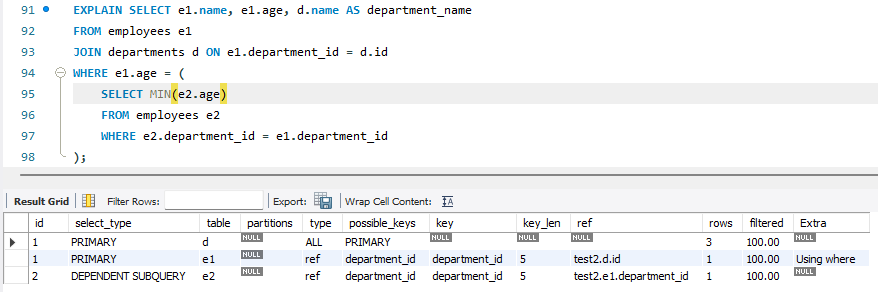 91 EXPLAIN SELECT e1.name, e1.age, d.name AS department_name
92 FROM employees e1
93 JOIN departments d ON e1.department_id = d.id
94 WHERE e1.age = (
95 SELECT MIN(e2.age)
96 FROM employees e2
97 WHERE e2.department_id = e1.department_id
98 );
Result Grid Filter Rows: Export: Wrap Cell Content: IA
id select_type table partitions type possible_keys key key_len ref rows filtered Extra
1 PRIMARY d NULL ALL PRIMARY NULL NULL NULL 3 100.00 NULL
1 PRIMARY e1 NULL ref department_id department_id 5 test2.d.id 1 100.00 Using where
2 DEPENDENT SUBQUERY e2 NULL ref department_id department_id 5 test2.e1.department_id 1 100.00 NULL